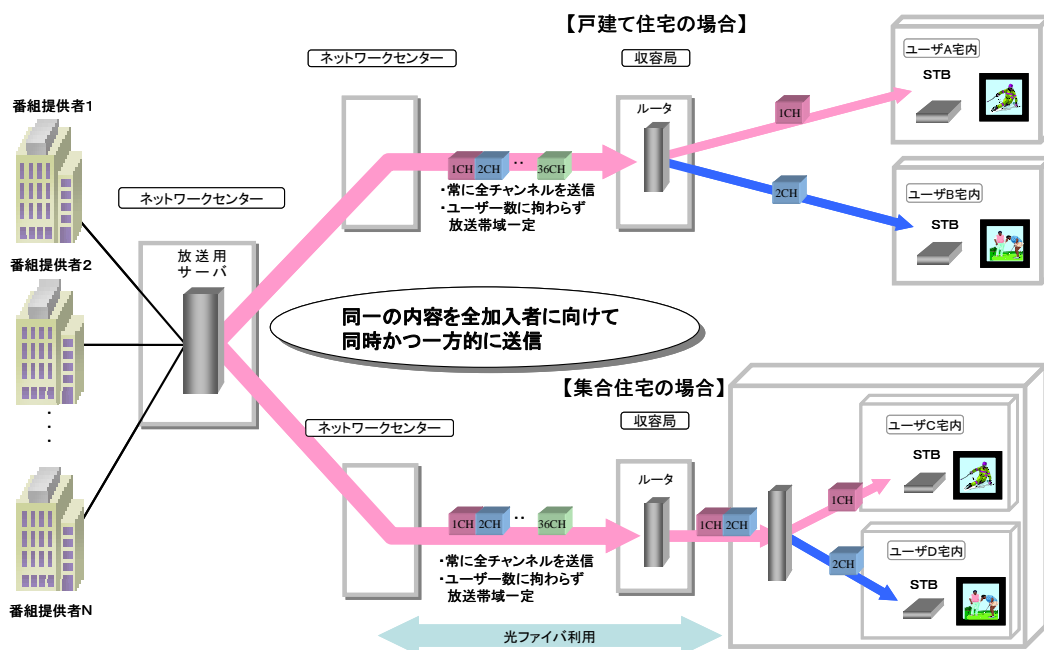 番組提供者1
番組提供者2
・・・
番組提供者N
ネットワークセンター
放送用
サーバ
【戸建て住宅の場合】
ネットワークセンター
収容局
ルータ
1CH 2CH ‥ 36CH
・常に全チャンネルを送信
・ユーザー数に拘わらず
放送帯域一定
1CH
2CH
ユーザA宅内
STB
ユーザB宅内
STB
同一の内容を全加入者に向けて
同時かつ一方的に送信
【集合住宅の場合】
ネットワークセンター
収容局
ルータ
1CH 2CH ‥ 36CH
・常に全チャンネルを送信
・ユーザー数に拘わらず
放送帯域一定
1CH 2CH
1CH
2CH
ユーザC宅内
STB
ユーザD宅内
STB
光ファイバ利用